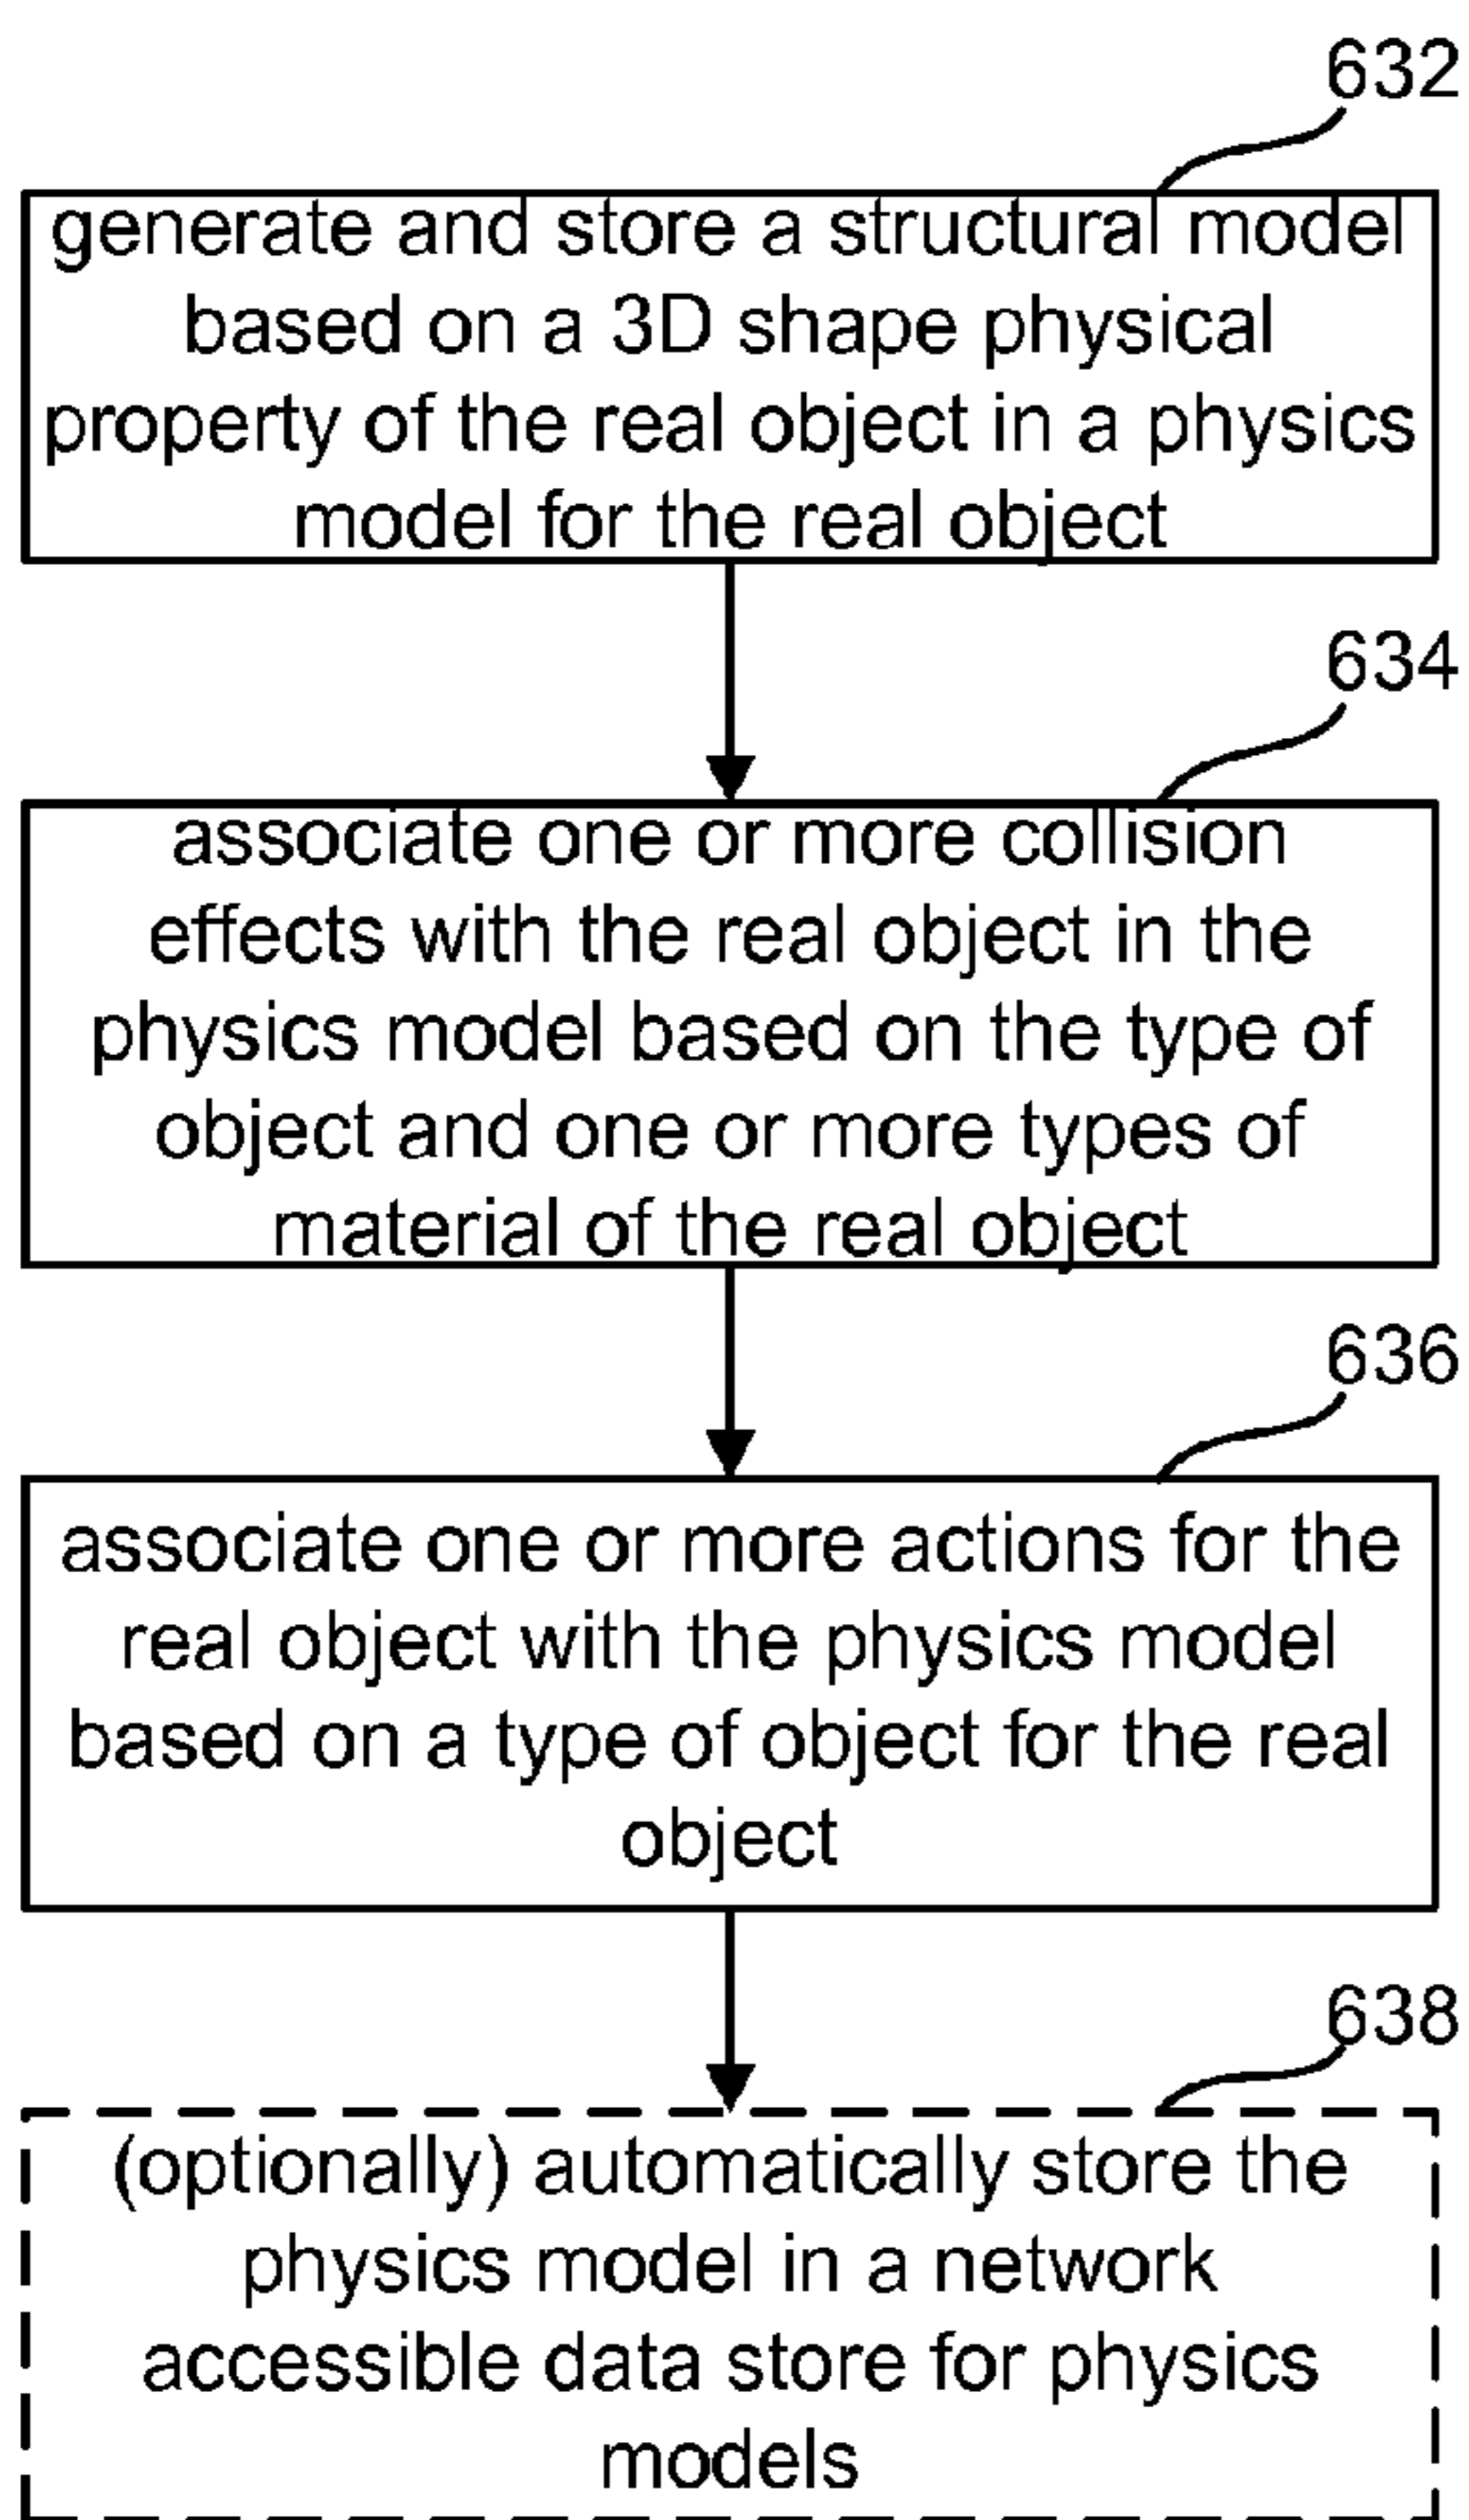 632
generate and store a structural model
based on a 3D shape physical
property of the real object in a physics
model for the real object
634
associate one or more collision
effects with the real object in the
physics model based on the type of
object and one or more types of
material of the real object
636
associate one or more actions for the
real object with the physics model
based on a type of object for the real
object
638
(optionally) automatically store the
physics model in a network
accessible data store for physics
models